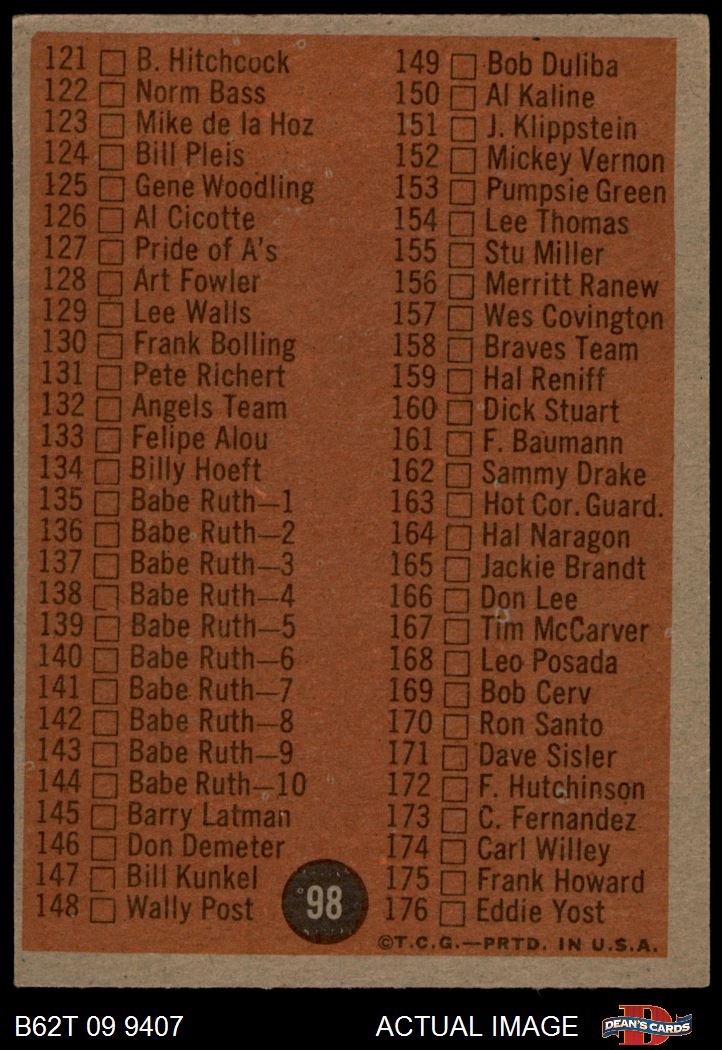 121 B. Hitchcock
122 Norm Bass
123 Mike de la Hoz
124 Bill Pleis
125 Gene Woodling
126 Al Cicotte
127 Pride of A's
128 Art Fowler
129 Lee Walls
130 Frank Bolling
131 Pete Richert
132 Angels Team
133 Felipe Alou
134 Billy Hoeft
135 Babe Ruth—1
136 Babe Ruth—2
137 Babe Ruth—3
138 Babe Ruth—4
139 Babe Ruth—5
140 Babe Ruth—6
141 Babe Ruth—7
142 Babe Ruth—8
143 Babe Ruth—9
144 Babe Ruth—10
145 Barry Latman
146 Don Demeter
147 Bill Kunkel
148 Wally Post
149 Bob Duliba
150 Al Kaline
151 J. Klippstein
152 Mickey Vernon
153 Pumpsie Green
154 Lee Thomas
155 Stu Miller
156 Merritt Ranew
157 Wes Covington
158 Braves Team
159 Hal Reniff
160 Dick Stuart
161 F. Baumann
162 Sammy Drake
163 Hot Cor. Guard.
164 Hal Naragon
165 Jackie Brandt
166 Don Lee
167 Tim McCarver
168 Leo Posada
169 Bob Cerv
170 Ron Santo
171 Dave Sisler
172 F. Hutchinson
173 C. Fernandez
174 Carl Willey
175 Frank Howard
176 Eddie Yost
98
©T.C.G.—PRTD. IN U.S.A.
B62T 09 9407
ACTUAL IMAGE
D
DEAN'S CARDS